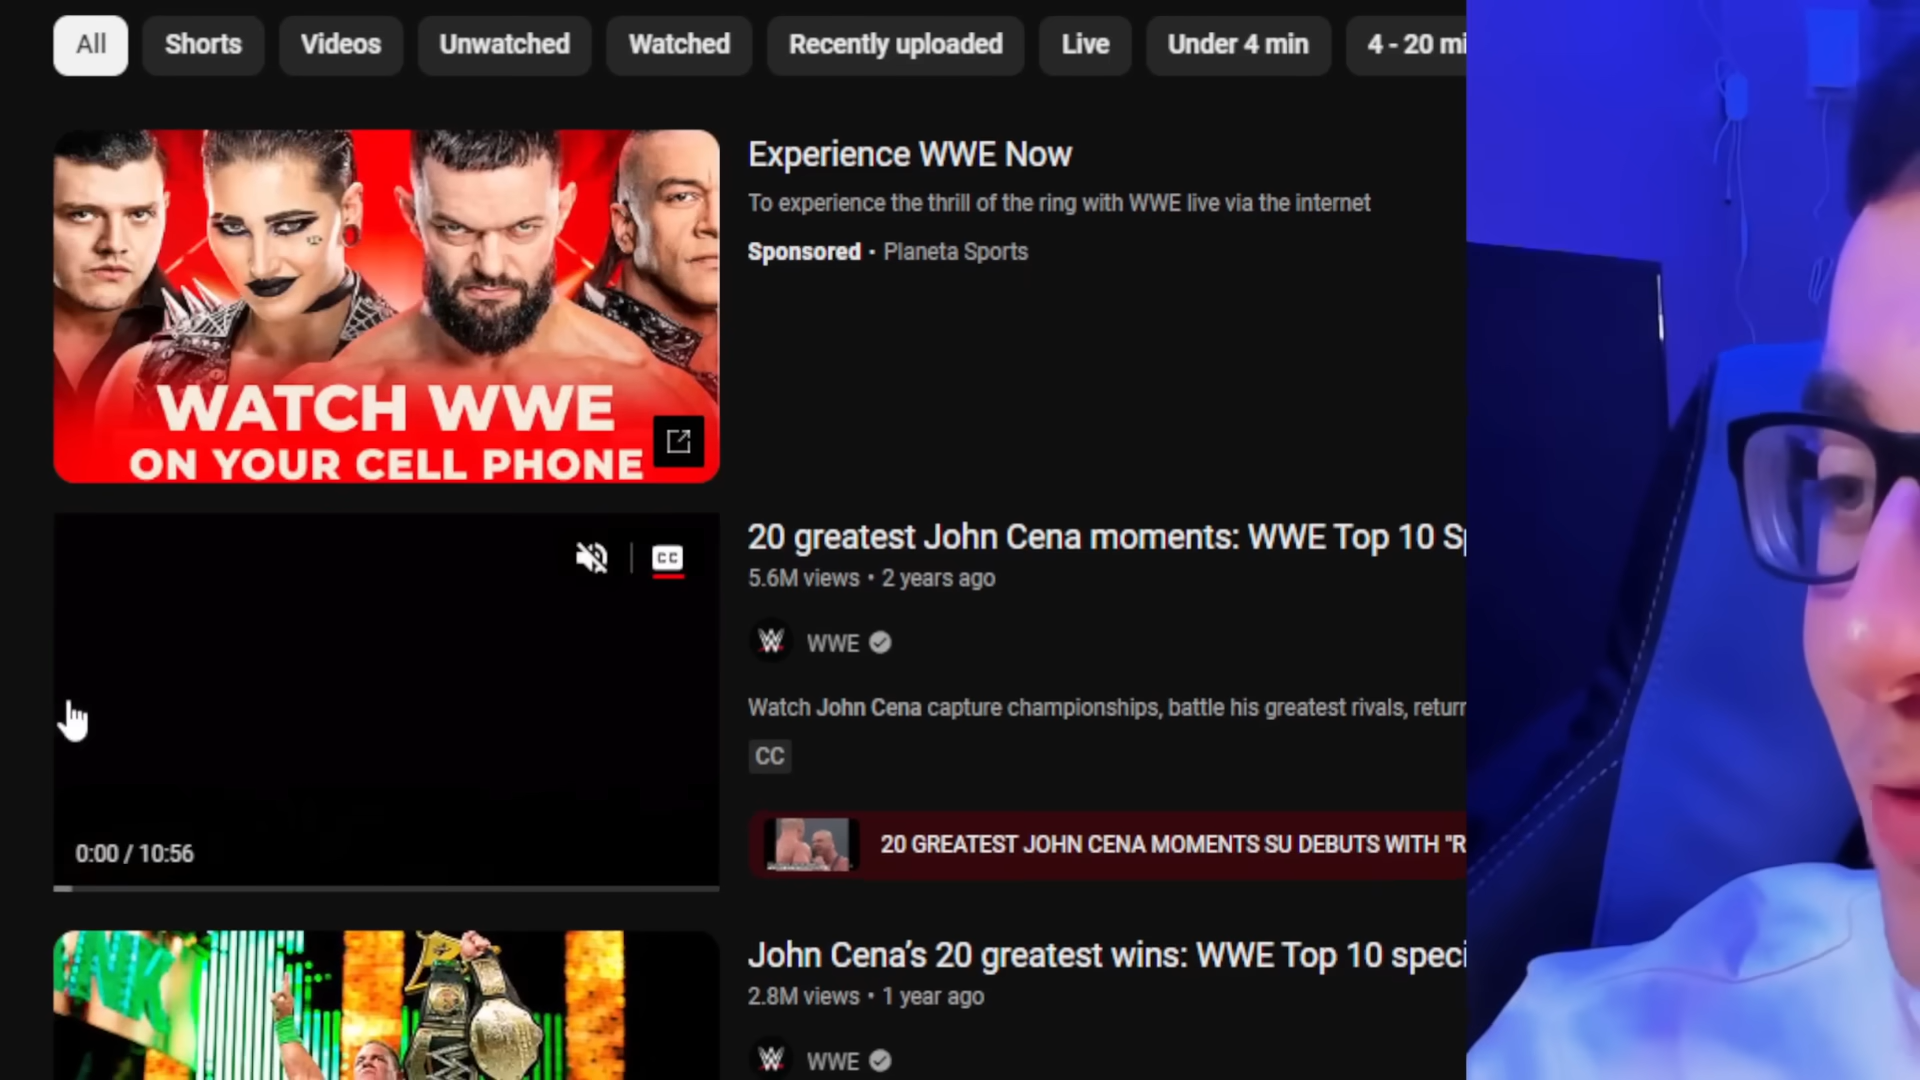 All
Shorts
Videos
Unwatched
Watched
Recently uploaded
Live
Under 4 min
4 - 20 mi
WATCH WWE
ON YOUR CELL PHONE
Experience WWE Now
To experience the thrill of the ring with WWE live via the internet
Sponsored • Planeta Sports
CC
0:00 / 10:56
20 greatest John Cena moments: WWE Top 10 Sp
5.6M views • 2 years ago
WWE
Watch John Cena capture championships, battle his greatest rivals, return
CC
20 GREATEST JOHN CENA MOMENTS SU DEBUTS WITH "R
NK
John Cena’s 20 greatest wins: WWE Top 10 speci
2.8M views • 1 year ago
WWE